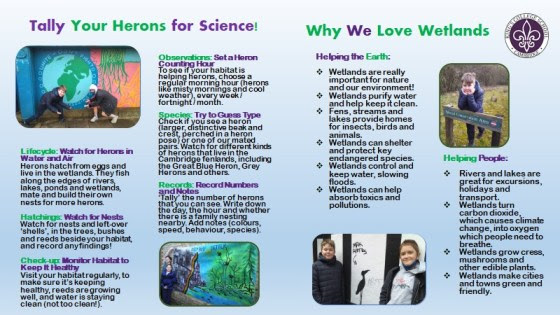 Tally Your Herons for Science!
Lifecycle: Watch for Herons in
Water and Air
Herons hatch from eggs and
live in the wetlands. They fish
along the edges of rivers,
lakes, ponds and wetlands,
mate and build their own
nests for more herons.
Hatchings: Watch for Nests
Watch for nests and left-over
'shells', in the trees, bushes
and reeds beside your habitat,
and record any findings!
Check-up: Monitor Habitat to
Keep It Healthy
Visit your habitat regularly, to
make sure it's keeping
healthy, reeds are growing
well, and water is staying
clean (not too clean!).
Observations: Set a Heron
Counting Hour
To see if your habitat is
helping herons, choose a
regular morning hour (herons
like misty mornings and cool
weather), every week /
fortnight / month.
Species: Try to Guess Type
Check if you see a heron
(larger, distinctive beak and
crest, perched in a heron
pose) or one of our mated
pairs. Watch for different kinds
of herons that live in the
Cambridge fenlands, including
the Great Blue Heron, Grey
Herons and others.
Records: Record Numbers
and Notes
'Tally' the number of herons
that you can see. Write down
the day, the hour and whether
there is a family nesting
nearby. Add notes (colours,
speed, behaviour, species).
Why We Love Wetlands
Helping the Earth:
❖ Wetlands are really
important for nature
and our environment!
❖ Wetlands purify water
and help keep it clean.
❖ Fens, streams and
lakes provide homes
for insects, birds and
animals.
❖ Wetlands can shelter
and protect key
endangered species.
❖ Wetlands control and
keep water, slowing
floods.
❖ Wetlands can help
absorb toxics and
pollutions.
Helping People:
❖ Rivers and lakes are
great for excursions,
holidays and
transport.
❖ Wetlands turn
carbon dioxide,
which causes climate
change, into oxygen
which people need to
breathe.
❖ Wetlands grow cress,
mushrooms and
other edible plants.
❖ Wetlands make cities
and towns green and
friendly.